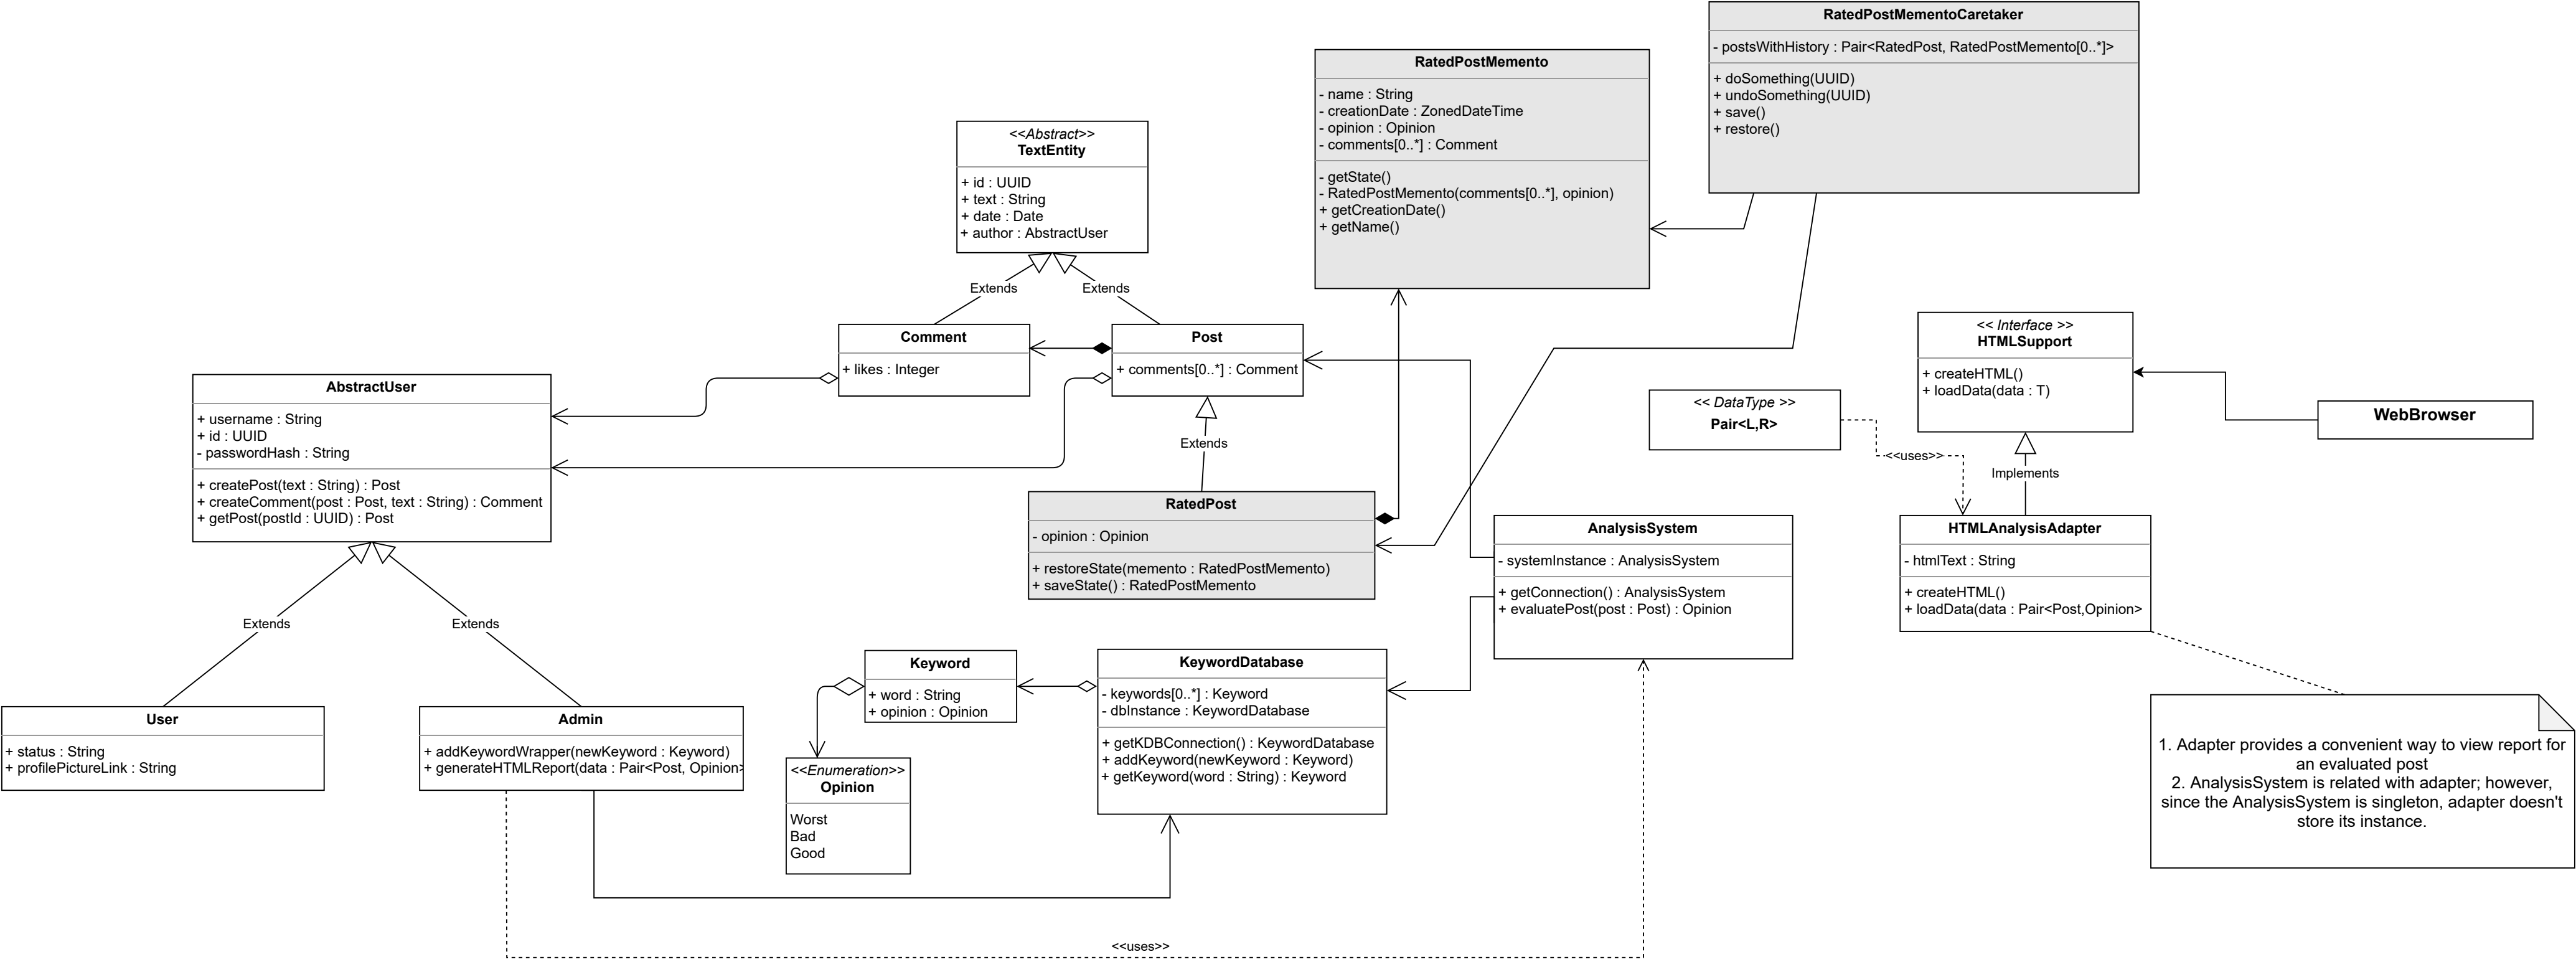 RatedPostMementoCaretaker
- postsWithHistory : Pair<RatedPost, RatedPostMemento[0..*]>
+ doSomething(UUID)
+ undoSomething(UUID)
+ save()
+ restore()
RatedPostMemento
- name : String
- creationDate : ZonedDateTime
- opinion : Opinion
- comments[0..*] : Comment
- getState()
- RatedPostMemento(comments[0..*], opinion)
+ getCreationDate()
+ getName()
<<Abstract>>
TextEntity
+ id : UUID
+ text : String
+ date : Date
+ author : AbstractUser
Extends
Extends
Comment
+ likes : Integer
Post
+ comments[0..*] : Comment
<< Interface >>
HTMLSupport
+ createHTML()
+ loadData(data : T)
WebBrowser
<< DataType >>
Pair<L,R>
<<uses>>
Implements
AbstractUser
+ username : String
+ id : UUID
- passwordHash : String
+ createPost(text : String) : Post
+ createComment(post : Post, text : String) : Comment
+ getPost(postId : UUID) : Post
Extends
RatedPost
- opinion : Opinion
+ restoreState(memento : RatedPostMemento)
+ saveState() : RatedPostMemento
AnalysisSystem
- systemInstance : AnalysisSystem
+ getConnection() : AnalysisSystem
+ evaluatePost(post : Post) : Opinion
HTMLAnalysisAdapter
- htmlText : String
+ createHTML()
+ loadData(data : Pair<Post,Opinion>
Extends
Extends
Keyword
+ word : String
+ opinion : Opinion
KeywordDatabase
- keywords[0..*] : Keyword
- dbInstance : KeywordDatabase
+ getKDBConnection() : KeywordDatabase
+ addKeyword(newKeyword : Keyword)
+ getKeyword(word : String) : Keyword
User
+ status : String
+ profilePictureLink : String
Admin
+ addKeywordWrapper(newKeyword : Keyword)
+ generateHTMLReport(data : Pair<Post, Opinion>
<<Enumeration>>
Opinion
Worst
Bad
Good
1. Adapter provides a convenient way to view report for
an evaluated post
2. AnalysisSystem is related with adapter; however,
since the AnalysisSystem is singleton, adapter doesn't
store its instance.
<<uses>>